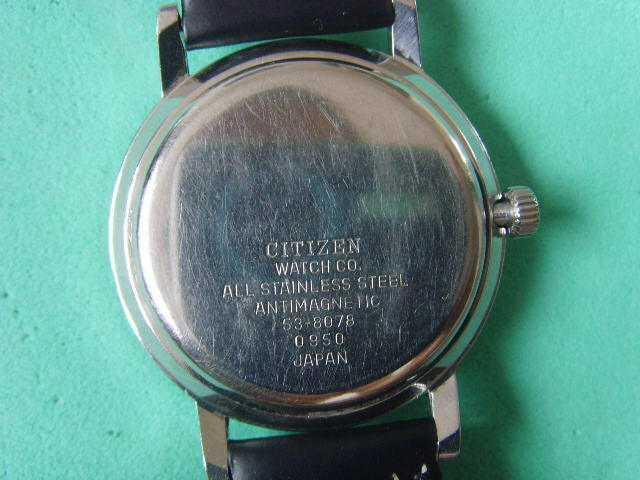 CITIZEN
WATCH CO.
ALL STAINLESS STEEL
ANTIMAGNETIC
53-8078
0950
JAPAN